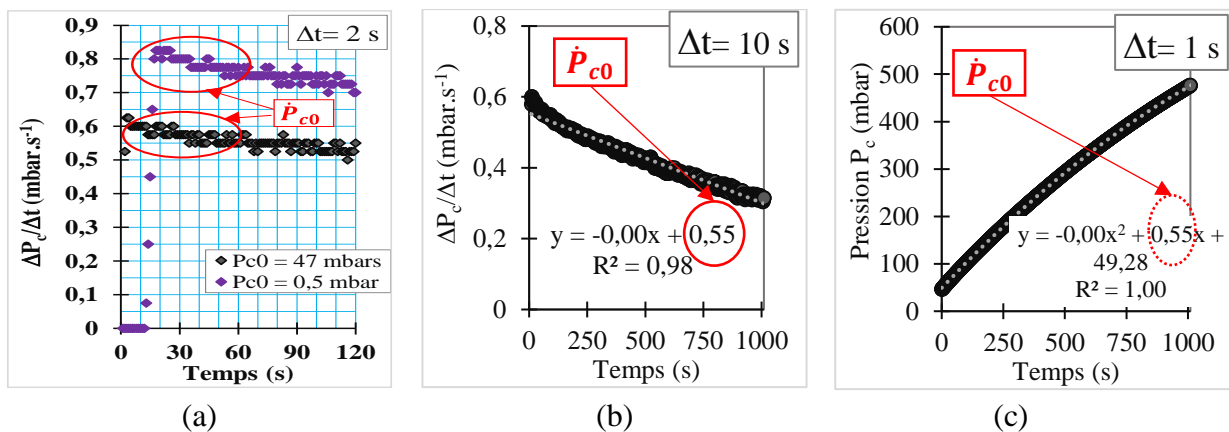 ΔPc/Δt (mbar.s-1)
0,9
0,8
0,7
0,6
0,5
0,4
0,3
0,2
0,1
0
Δt= 2 s
Ṗc0
Pc0 = 47 mbars
Pc0 = 0,5 mbar
0 30 60 90 120
Temps (s)
(a)
ΔPc/Δt (mbar.s-1)
0,8
0,6
0,4
0,2
0
Δt= 10 s
Ṗc0
y = -0,00x + 0,55
R² = 0,98
0 250 500 750 1000
Temps (s)
(b)
Pression Pc (mbar)
600
500
400
300
200
100
0
Δt= 1 s
Ṗc0
y = -0,00x² + 0,55x +
49,28
R² = 1,00
0 250 500 750 1000
Temps (s)
(c)